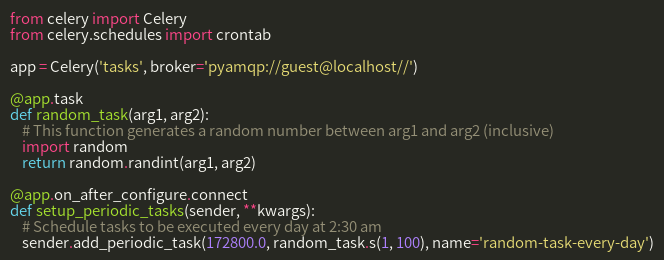 from celery import Celery
from celery.schedules import crontab
app = Celery('tasks', broker='pyamqp://guest@localhost//')
@app.task
def random_task(arg1, arg2):
# This function generates a random number between arg1 and arg2 (inclusive)
import random
return random.randint(arg1, arg2)
@app.on_after_configure.connect
def setup_periodic_tasks(sender, **kwargs):
# Schedule tasks to be executed every day at 2:30 am
sender.add_periodic_task(172800.0, random_task.s(1, 100), name='random-task-every-day')